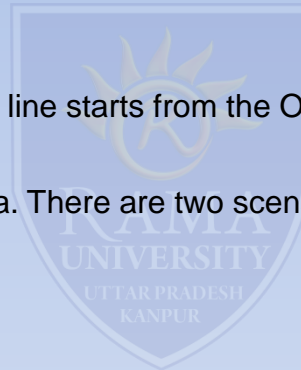 line starts from the O
a. There are two scen
RAMA
UNIVERSITY
UTTAR PRADESH
KANPUR